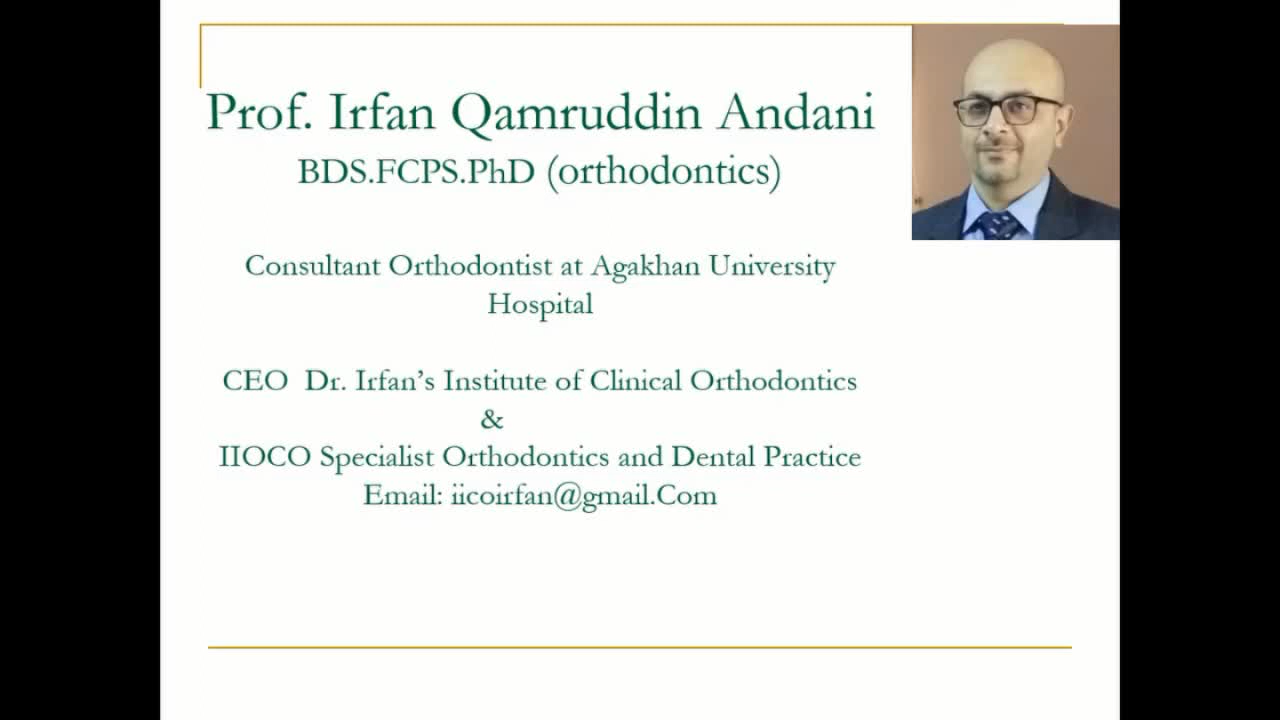 Prof. Irfan Qamruddin Andani
BDS.FCPS.PhD (orthodontics)
Consultant Orthodontist at Agakhan University
Hospital
CEO  Dr. Irfan’s Institute of Clinical Orthodontics
&
IIOCO Specialist Orthodontics and Dental Practice
Email: iicoirfan@gmail.Com